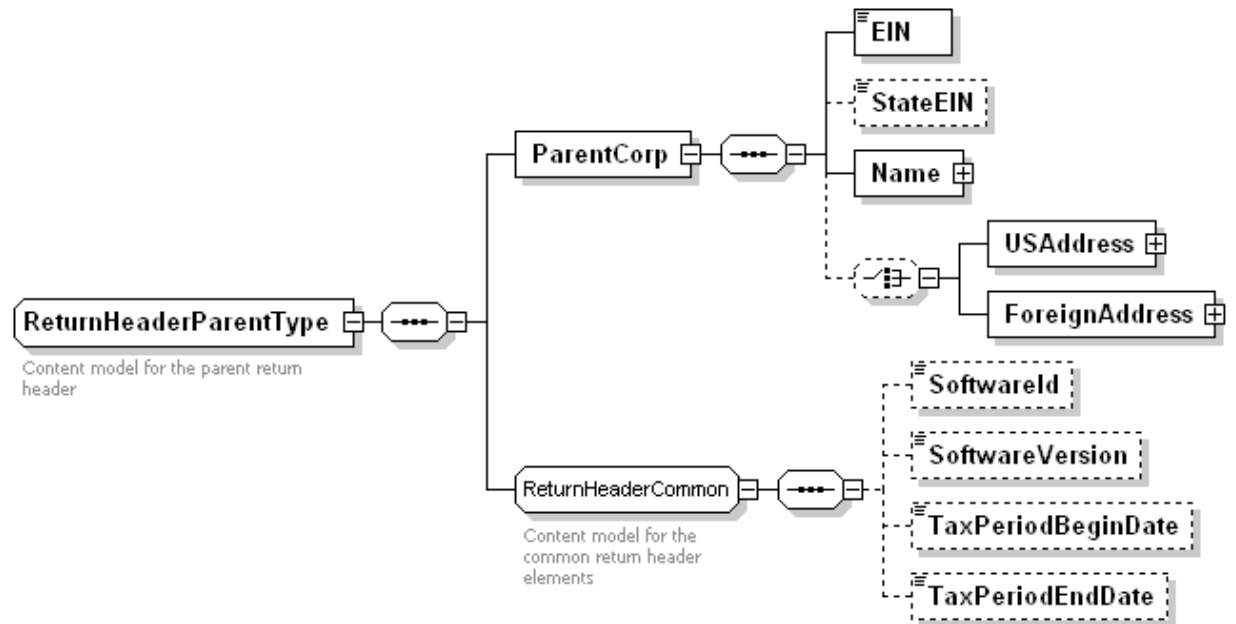 EIN
StateEIN
ParentCorp
Name
USAddress
ReturnHeaderParentType
ForeignAddress
Content model for the parent return
header
SoftwareId
SoftwareVersion
ReturnHeaderCommon
TaxPeriodBeginDate
Content model for the
common return header
elements
TaxPeriodEndDate